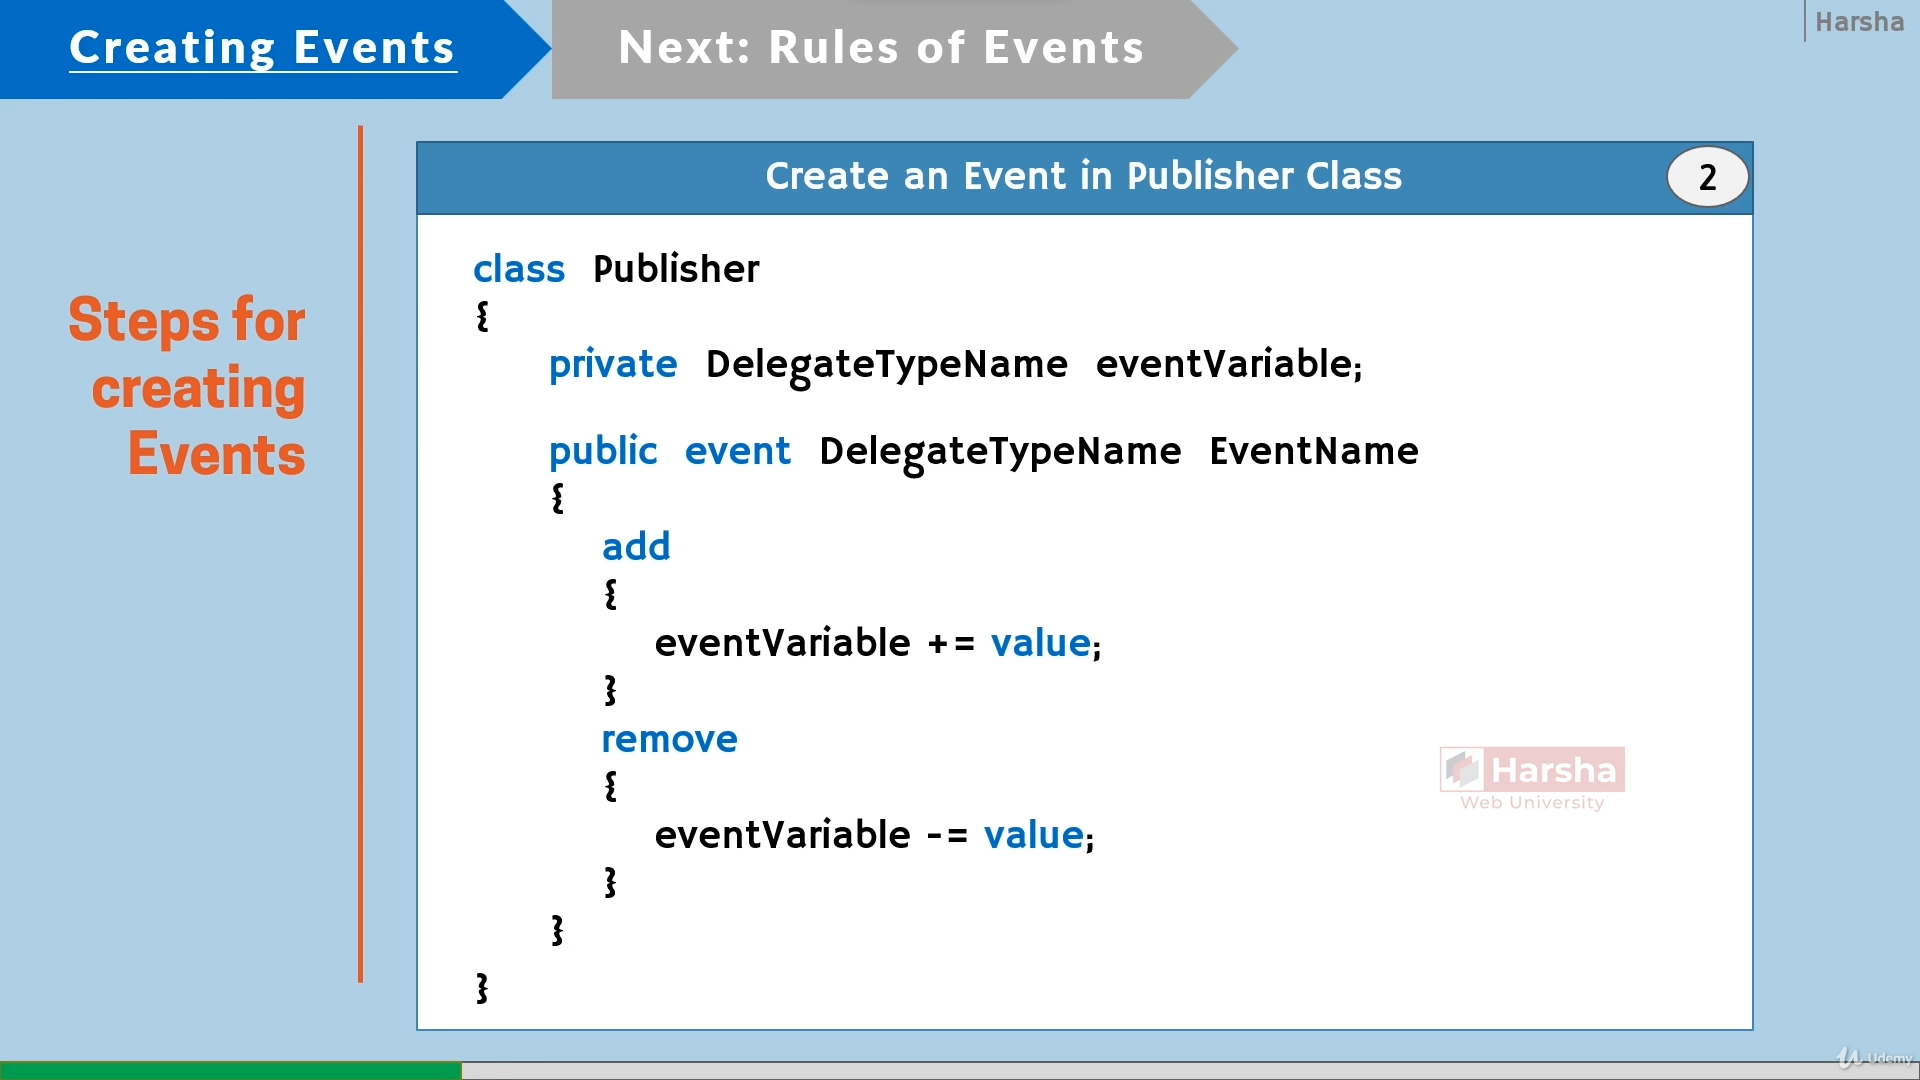 Creating Events
Next: Rules of Events
Harsha
Steps for
creating
Events
Create an Event in Publisher Class
2
class Publisher
{
private DelegateTypeName eventVariable;
public event DelegateTypeName EventName
{
add
{
eventVariable += value;
}
remove
{
eventVariable -= value;
}
}
}
Harsha
Web University
Udemy